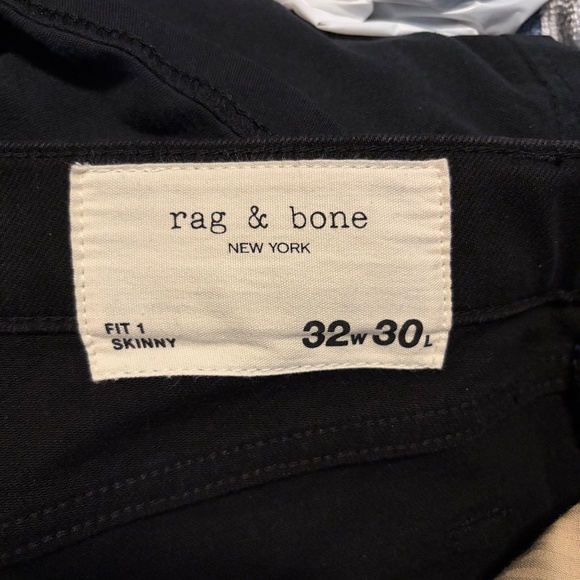 rag & bone
NEW YORK
FIT 1
SKINNY
32W 30L